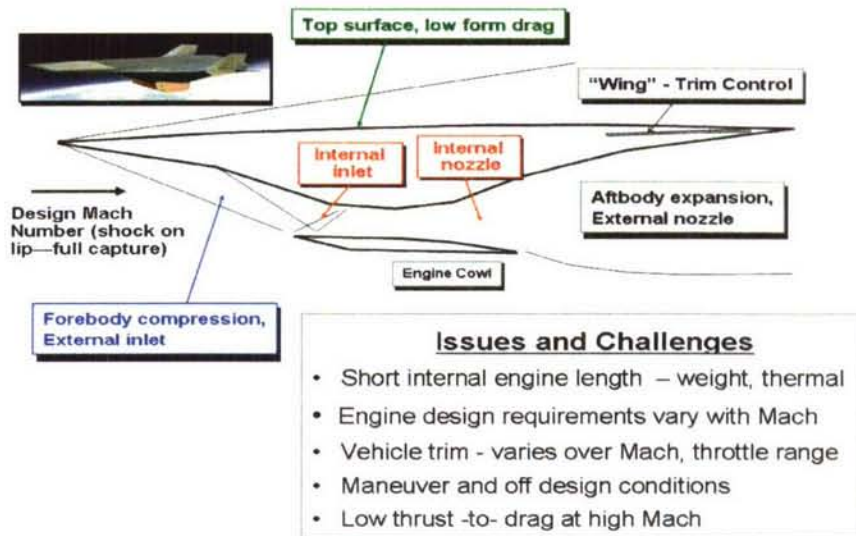 Top surface, low form drag
"Wing" - Trim Control
Internal
inlet
Internal
nozzle
Design Mach
Number (shock on
lip—full capture)
Aftbody expansion,
External nozzle
Engine Cowl
Forebody compression,
External inlet
Issues and Challenges
• Short internal engine length – weight, thermal
• Engine design requirements vary with Mach
• Vehicle trim - varies over Mach, throttle range
• Maneuver and off design conditions
• Low thrust -to- drag at high Mach